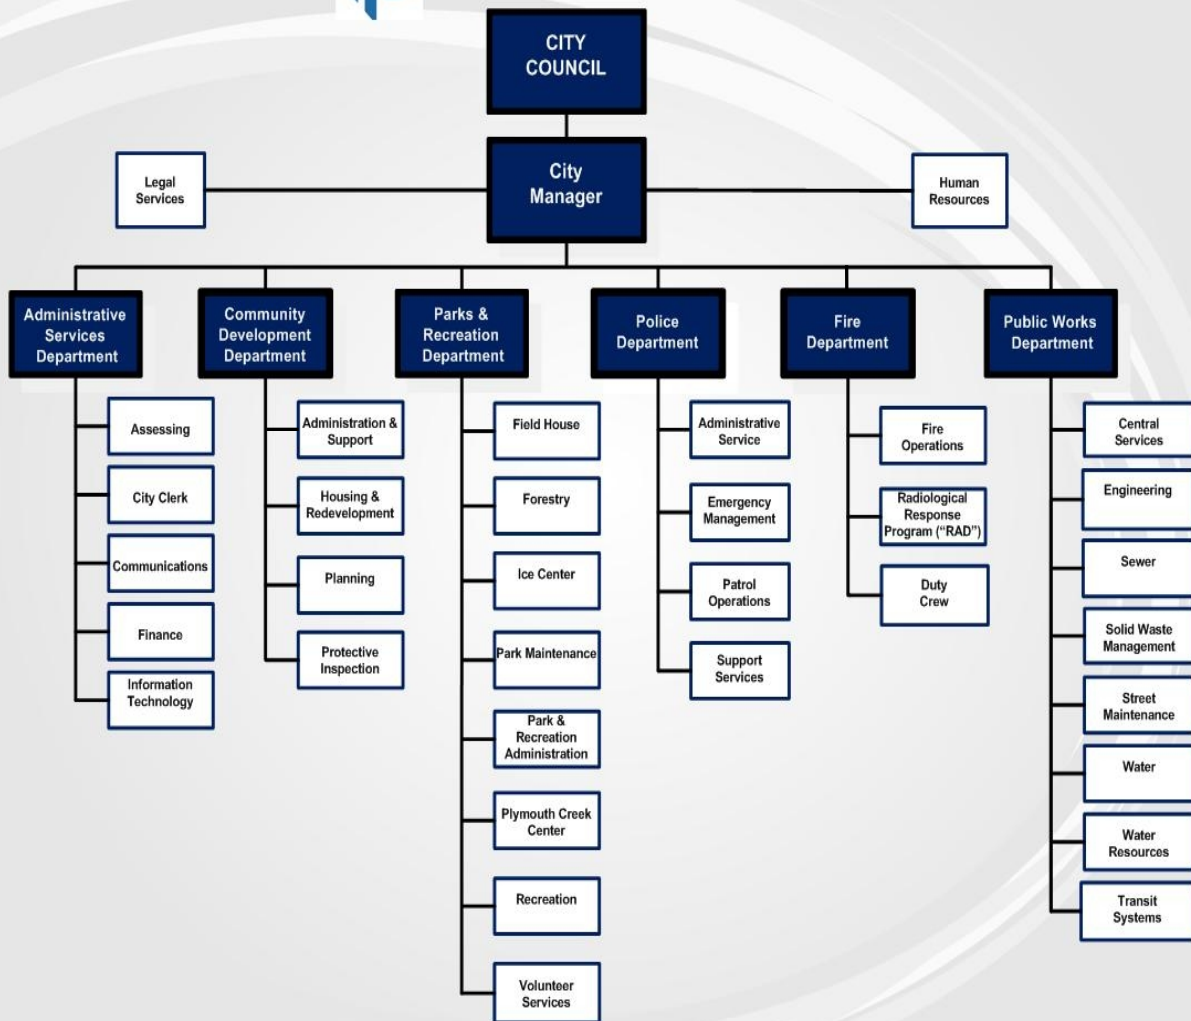 CITY
COUNCIL
City
Manager
Legal
Services
Human
Resources
Administrative
Services
Department
Community
Development
Department
Parks &
Recreation
Department
Police
Department
Fire
Department
Public Works
Department
Assessing
City Clerk
Communications
Finance
Information
Technology
Administration &
Support
Housing &
Redevelopment
Planning
Protective
Inspection
Field House
Forestry
Ice Center
Park Maintenance
Park &
Recreation
Administration
Plymouth Creek
Center
Recreation
Volunteer
Services
Administrative
Service
Emergency
Management
Patrol
Operations
Support
Services
Fire
Operations
Radiological
Response
Program (“RAD”)
Duty
Crew
Central
Services
Engineering
Sewer
Solid Waste
Management
Street
Maintenance
Water
Water
Resources
Transit
Systems